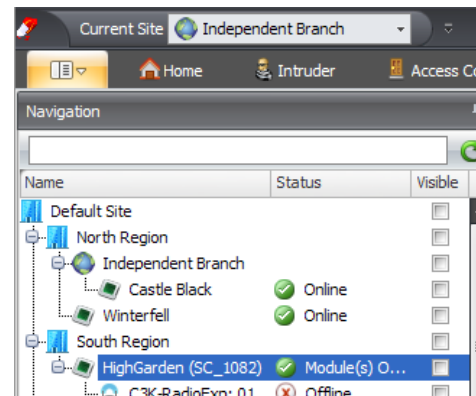 Current Site Independent Branch
Home Intruder Access Co
Navigation
Name Status Visible
Default Site
North Region
Independent Branch
Castle Black Online
Winterfell Online
South Region
HighGarden (SC_1082) Module(s) O...
C3K-RadioExp: 01 Offline